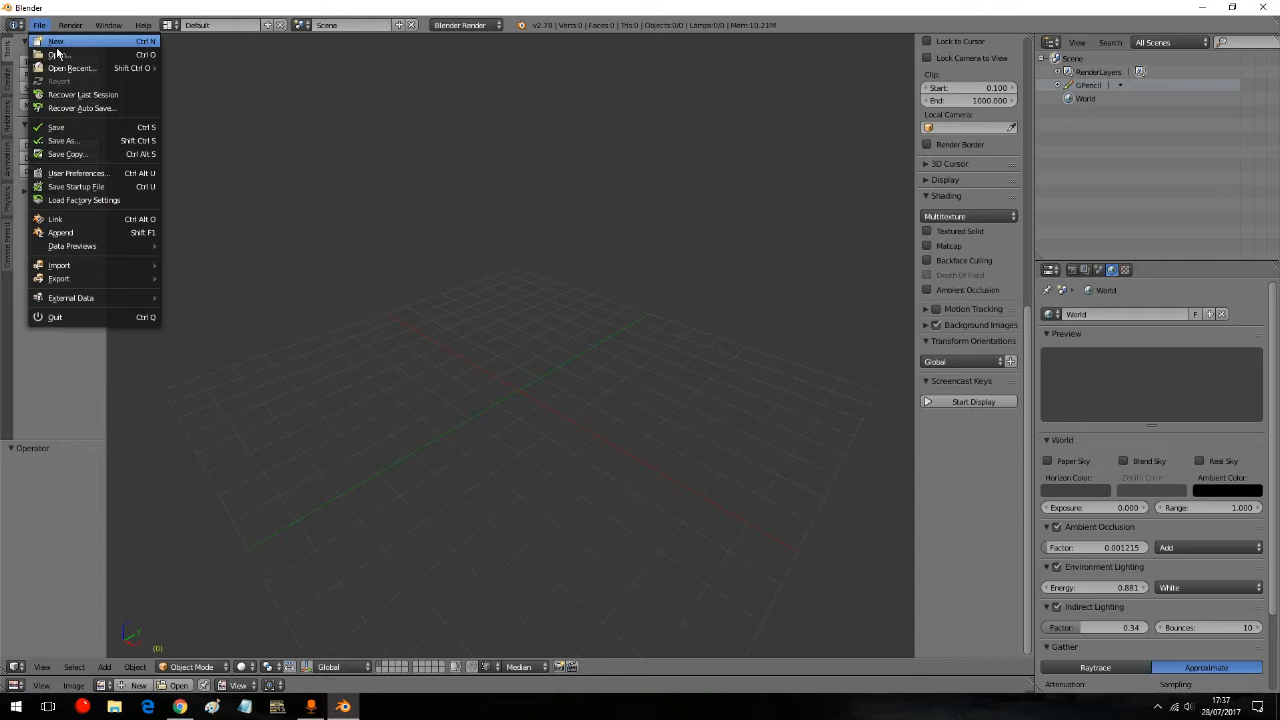 Blender
File Render Window Help Default Scene Blender Render v2.78 | Verts:0 | Faces:0 | Tris:0 | Objects:0/0 | Lamps:0/0 | Mem:10.21M
New Ctrl N
Open... Ctrl O
Open Recent... Shift Ctrl O
Revert
Recover Last Session
Recover Auto Save...
Save Ctrl S
Save As... Shift Ctrl S
Save Copy... Ctrl Alt S
User Preferences... Ctrl Alt U
Save Startup File Ctrl U
Load Factory Settings
Link Ctrl Alt O
Append Shift F1
Data Previews
Import
Export
External Data
Quit Ctrl Q
Tools
Create
Relations
Animation
Physics
Grease Pencil
Operator
Lock to Cursor
Lock Camera to View
Clip:
Start: 0.100
End: 1000.000
Local Camera:
Render Border
3D Cursor
Display
Shading
Multitexture
Textured Solid
Matcap
Backface Culling
Depth Of Field
Ambient Occlusion
Motion Tracking
Background Images
Transform Orientations
Global
Screencast Keys
Start Display
View Search All Scenes
Scene
RenderLayers
GPencil
World
World
World F
Preview
World
Paper Sky Blend Sky Real Sky
Horizon Color: Zenith Color: Ambient Color:
Exposure: 0.000 Range: 1.000
Ambient Occlusion
Factor: 0.001215 Add
Environment Lighting
Energy: 0.881 White
Indirect Lighting
Factor: 0.34 Bounces: 10
Gather
Raytrace Approximate
Attenuation: Sampling:
(0)
View Select Add Object Object Mode Global Median
View Image New Open View
17:37
28/07/2017